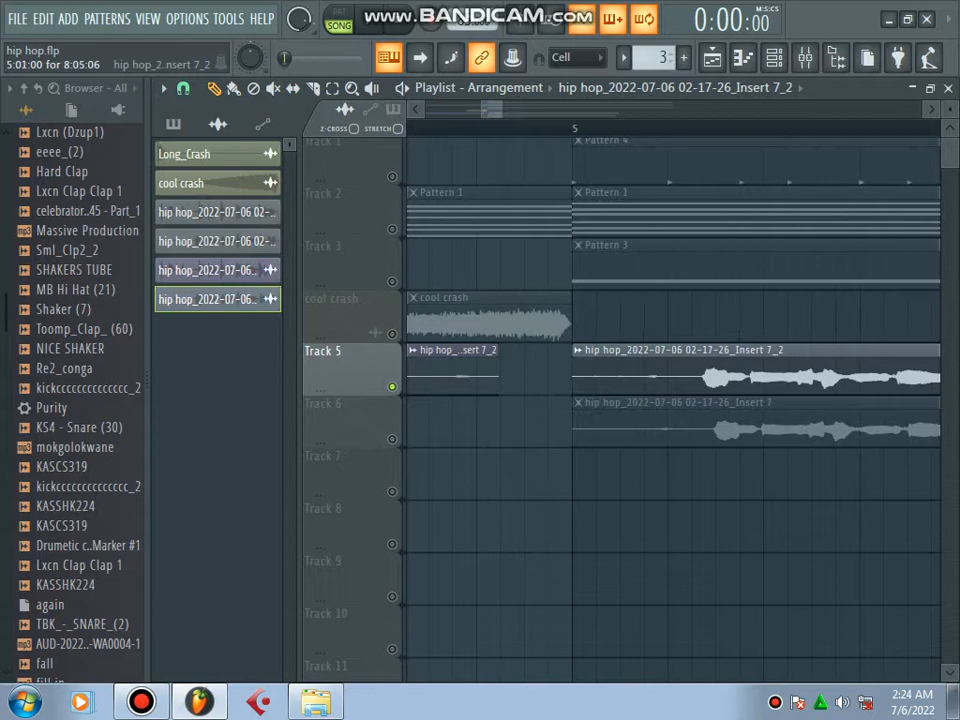 FILE EDIT ADD PATTERNS VIEW OPTIONS TOOLS HELP
PAT
SONG
www.BANDICAM.com
0:00:00
M:S:CS
hip hop.flp
5:01:00 for 8:05:06
hip hop_2..nsert 7_2
Cell
3
Browser - All
Playlist - Arrangement
hip hop_2022-07-06 02-17-26_Insert 7_2
Z-CROSS
STRETCH
5
Lxcn (Dzup1)
eeee_(2)
Hard Clap
Lxcn Clap Clap 1
celebrator..45 - Part_1
Massive Production
Sml_Clp2_2
SHAKERS TUBE
MB Hi Hat (21)
Shaker (7)
Toomp_Clap_ (60)
NICE SHAKER
Re2_conga
kickcccccccccccccc_2
Purity
KS4 - Snare (30)
mokgolokwane
KASCS319
kickcccccccccccccc_2
KASSHK224
KASCS319
Drumetic c..Marker #1
Lxcn Clap Clap 1
KASSHK224
again
TBK_-_SNARE_(2)
AUD-2022..-WA0004-1
fall
Long_Crash
cool crash
hip hop_2022-07-06 02-..
hip hop_2022-07-06 02-..
hip hop_2022-07-06..
hip hop_2022-07-06..
Track 1
Pattern 4
Track 2
Pattern 1
Pattern 1
Track 3
Pattern 3
cool crash
cool crash
Track 5
hip hop_..sert 7_2
hip hop_2022-07-06 02-17-26_Insert 7_2
Track 6
hip hop_2022-07-06 02-17-26_Insert 7
Track 7
Track 8
Track 9
Track 10
Track 11
2:24 AM
7/6/2022